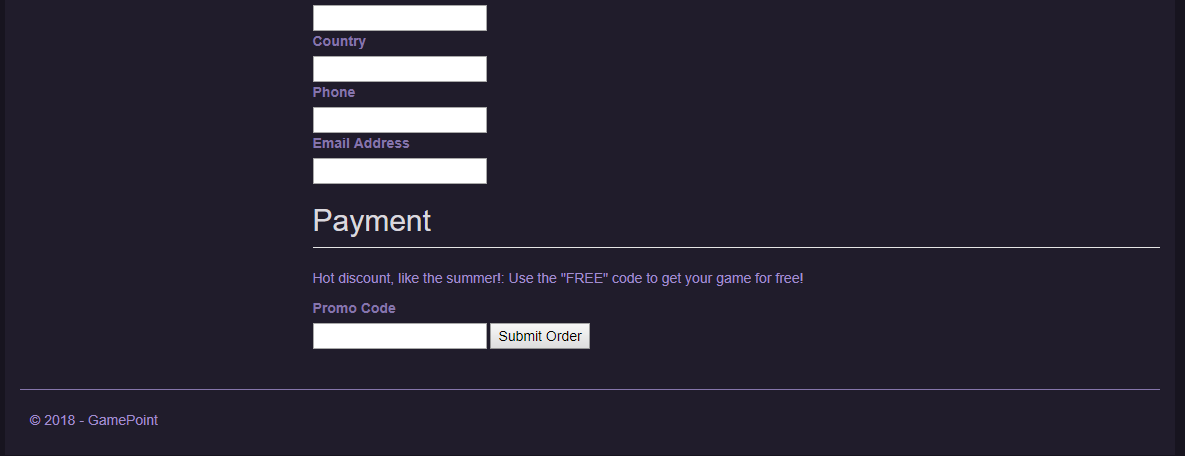 Country
Phone
Email Address
Payment
Hot discount, like the summer!: Use the "FREE" code to get your game for free!
Promo Code
Submit Order
© 2018 - GamePoint